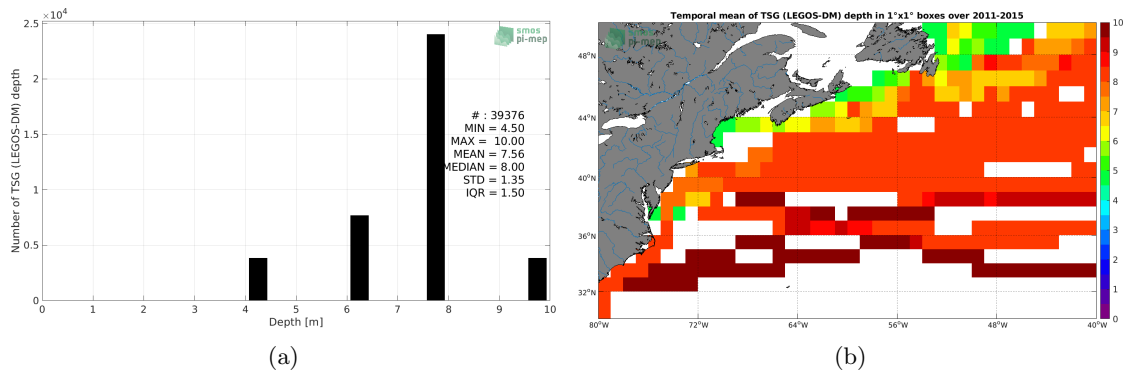 ×10⁴
2.5
2
1.5
1
0.5
0
0 1 2 3 4 5 6 7 8 9 10
Number of TSG (LEGOS-DM) depth
Depth [m]
smos
pi-mep
# : 39376
MIN = 4.50
MAX = 10.00
MEAN = 7.56
MEDIAN = 8.00
STD = 1.35
IQR = 1.50
(a)
Temporal mean of TSG (LEGOS-DM) depth in 1°x1° boxes over 2011-2015
smos
pi-mep
48°N
44°N
40°N
36°N
32°N
80°W 72°W 64°W 56°W 48°W 40°W
10
9
8
7
6
5
4
3
2
1
0
(b)